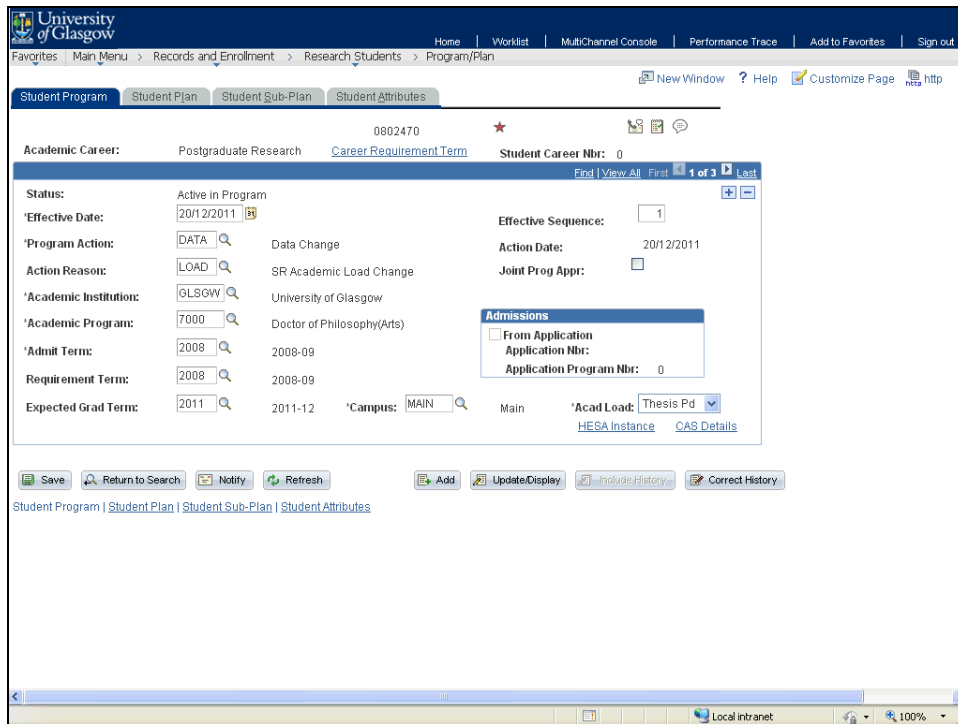 University
of Glasgow
Home | Worklist | MultiChannel Console | Performance Trace | Add to Favorites | Sign out
Favorites Main Menu > Records and Enrollment > Research Students > Program/Plan
New Window ? Help Customize Page http
Student Program Student Plan Student Sub-Plan Student Attributes
0802470
Academic Career: Postgraduate Research Career Requirement Term Student Career Nbr: 0
Find | View All First 1 of 3 Last
Status: Active in Program
*Effective Date: 20/12/2011 Effective Sequence: 1
*Program Action: DATA Data Change Action Date: 20/12/2011
Action Reason: LOAD SR Academic Load Change Joint Prog Appr:
*Academic Institution: GLSGW University of Glasgow
*Academic Program: 7000 Doctor of Philosophy(Arts)
Admissions
From Application
Application Nbr:
Application Program Nbr: 0
*Admit Term: 2008 2008-09
Requirement Term: 2008 2008-09
Expected Grad Term: 2011 2011-12 *Campus: MAIN Main *Acad Load: Thesis Pd
HESA Instance CAS Details
Save Return to Search Notify Refresh Add Update/Display Include History Correct History
Student Program | Student Plan | Student Sub-Plan | Student Attributes
Local intranet 100%